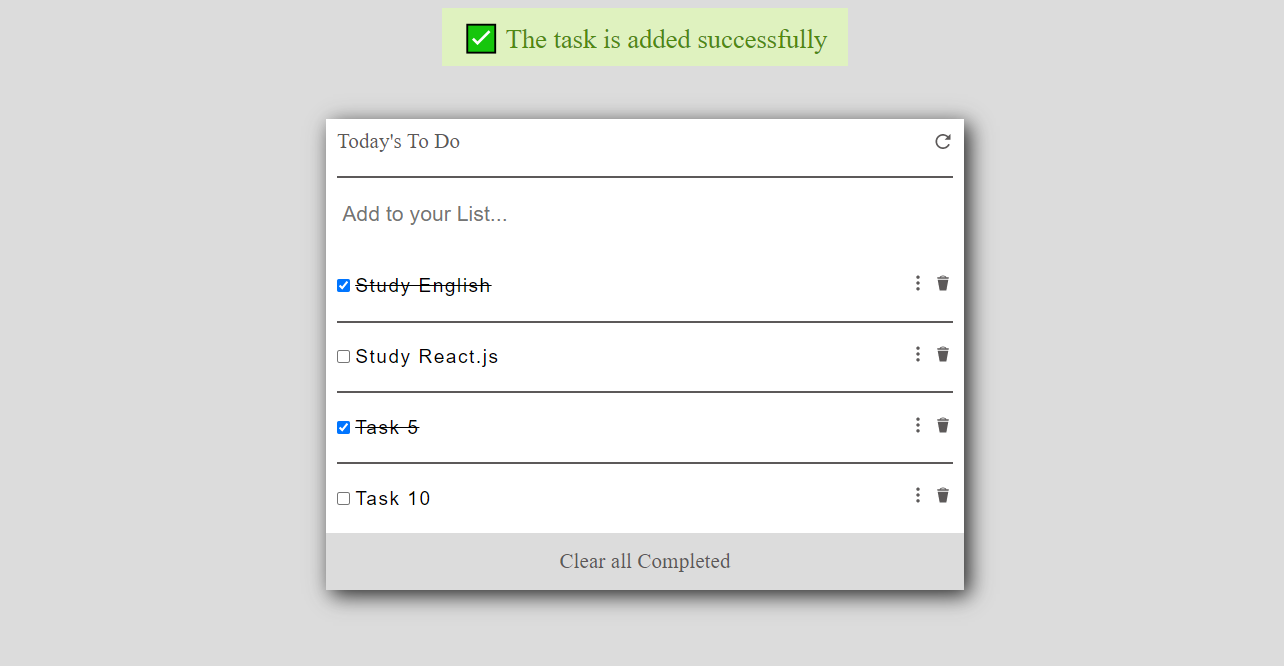 The task is added successfully
Today's To Do
Add to your List...
Study English
Study React.js
Task 5
Task 10
Clear all Completed